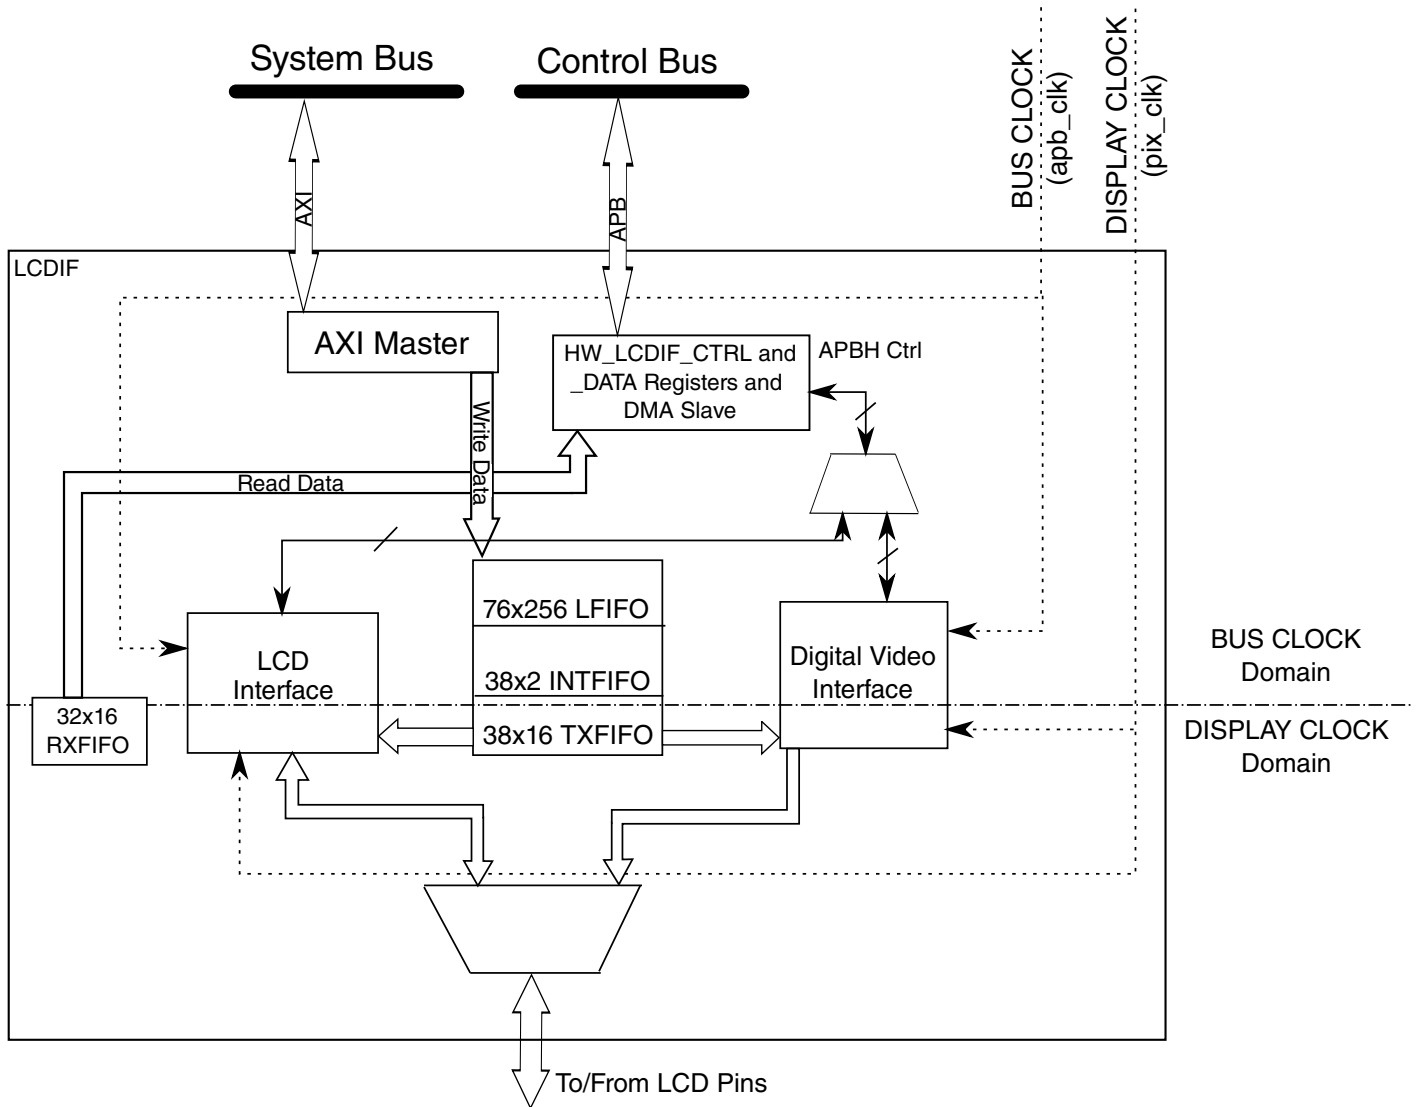 System Bus
Control Bus
BUS CLOCK
(apb_clk)
DISPLAY CLOCK
(pix_clk)
AXI
APB
LCDIF
AXI Master
HW_LCDIF_CTRL and
_DATA Registers and
DMA Slave
APBH Ctrl
Write Data
Read Data
76x256 LFIFO
38x2 INTFIFO
38x16 TXFIFO
LCD
Interface
Digital Video
Interface
32x16
RXFIFO
BUS CLOCK
Domain
DISPLAY CLOCK
Domain
To/From LCD Pins